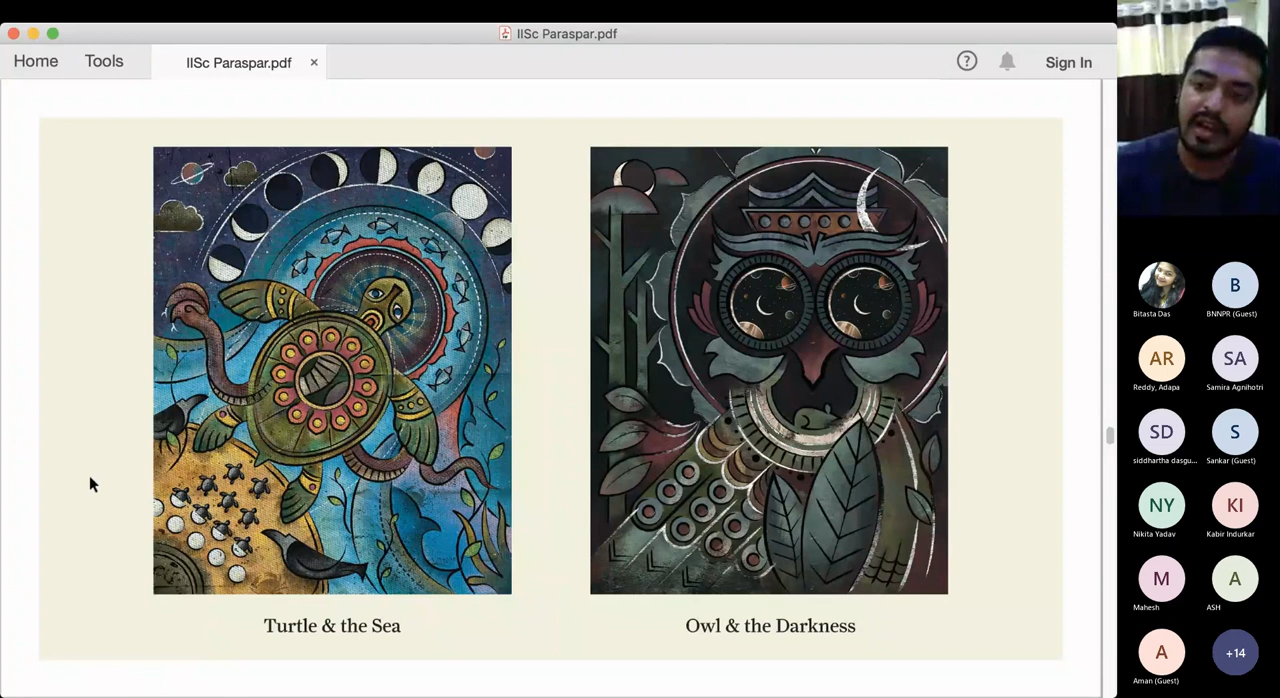 IISc Paraspar.pdf
Home Tools IISc Paraspar.pdf × ? Sign In
Turtle & the Sea
Owl & the Darkness
Bitasta Das
B
BNNPR (Guest)
AR
Reddy, Adapa
SA
Samira Agnihotri
SD
siddhartha dasgu...
S
Sankar (Guest)
NY
Nikita Yadav
KI
Kabir Indurkar
M
Mahesh
A
ASH
A
Aman (Guest)
+14